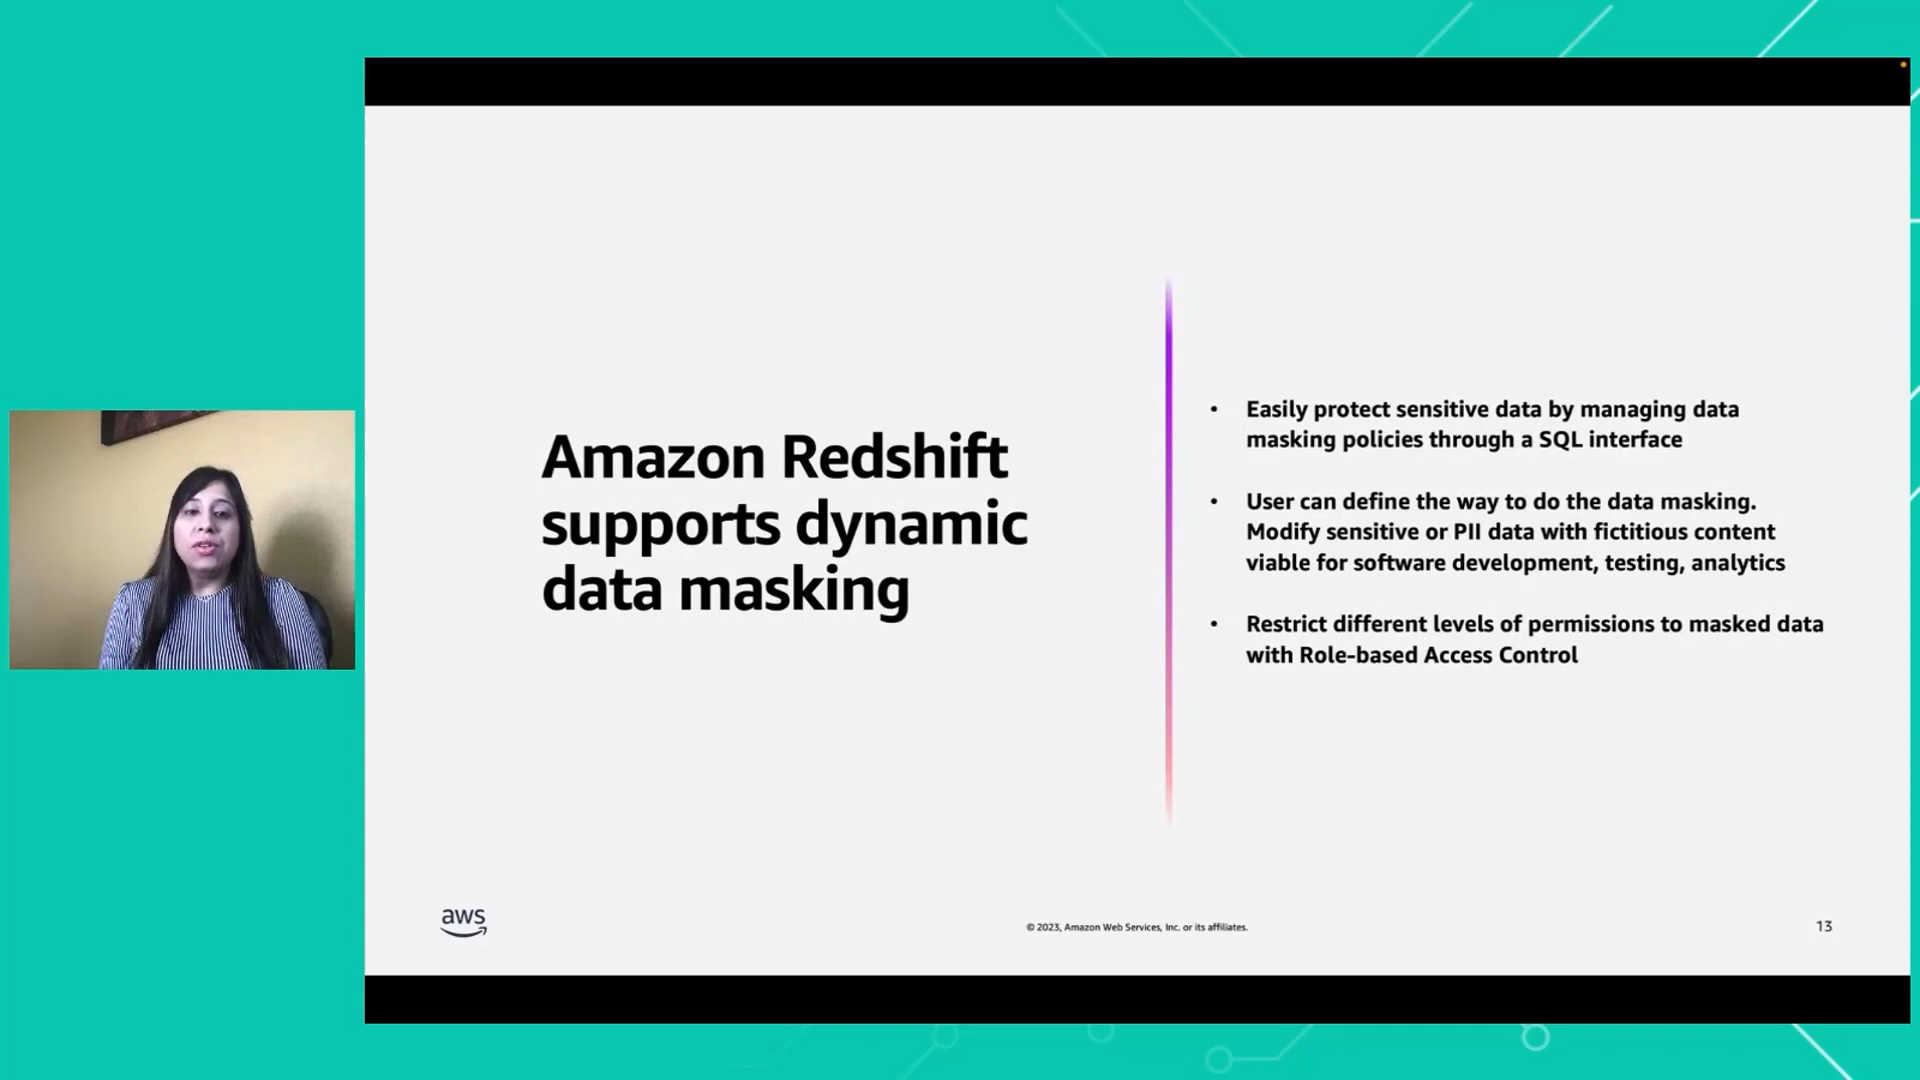 Amazon Redshift
supports dynamic
data masking
• Easily protect sensitive data by managing data
masking policies through a SQL interface
• User can define the way to do the data masking.
Modify sensitive or PII data with fictitious content
viable for software development, testing, analytics
• Restrict different levels of permissions to masked data
with Role-based Access Control
aws
© 2023, Amazon Web Services, Inc. or its affiliates.
13